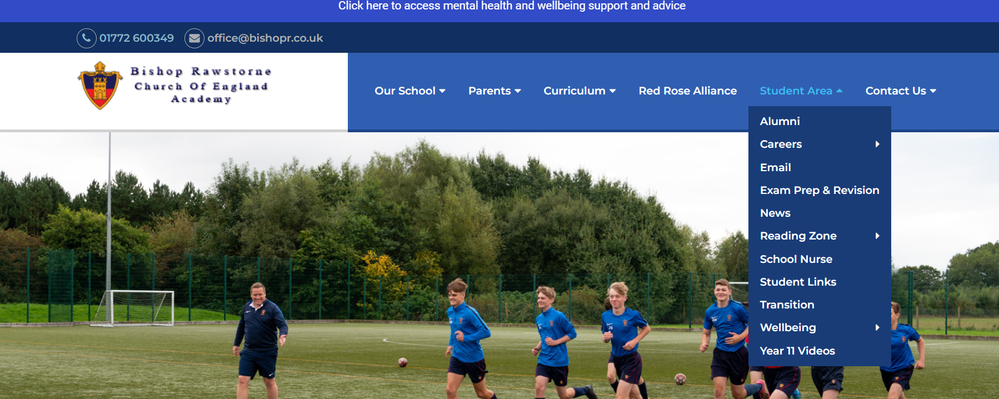 Click here to access mental health and wellbeing support and advice
01772 600349 office@bishopr.co.uk
Bishop Rawstorne
Church Of England
Academy
Our School Parents Curriculum Red Rose Alliance Student Area Contact Us
Alumni
Careers
Email
Exam Prep & Revision
News
Reading Zone
School Nurse
Student Links
Transition
Wellbeing
Year 11 Videos
AH
JS